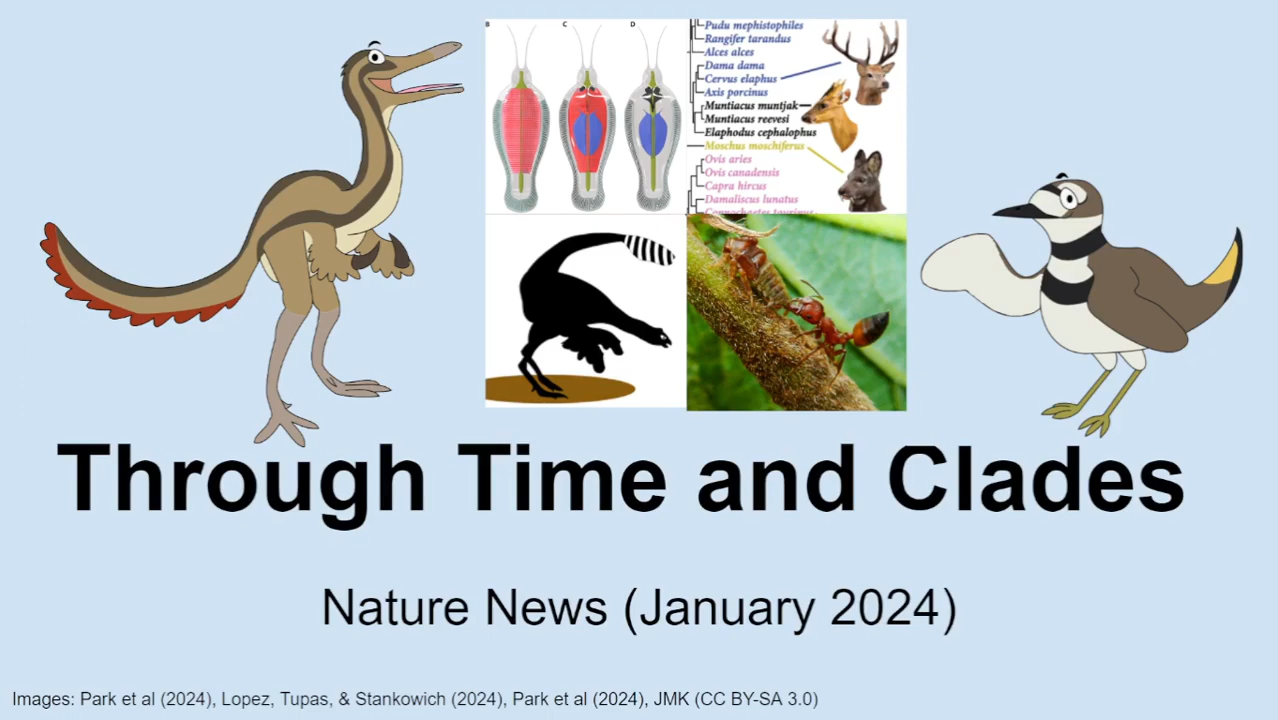 B C D
Pudu mephistophiles
Rangifer tarandus
Alces alces
Dama dama
Cervus elaphus
Axis porcinus
Muntiacus muntjak
Muntiacus reevesi
Elaphodus cephalophus
Moschus moschiferus
Ovis aries
Ovis canadensis
Capra hircus
Damaliscus lunatus
Through Time and Clades
Nature News (January 2024)
Images: Park et al (2024), Lopez, Tupas, & Stankowich (2024), Park et al (2024), JMK (CC BY-SA 3.0)